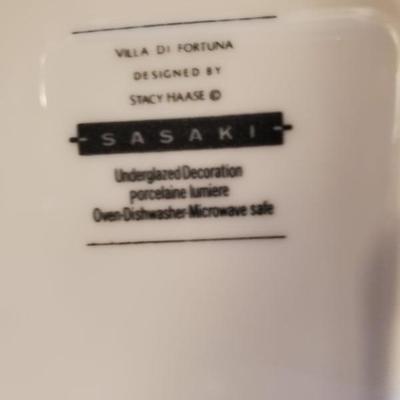 VILLA DI FORTUNA
DESIGNED BY
STACY HAASE ©
SASAKI
Underglazed Decoration
porcelaine lumiere
Oven-Dishwasher-Microwave safe